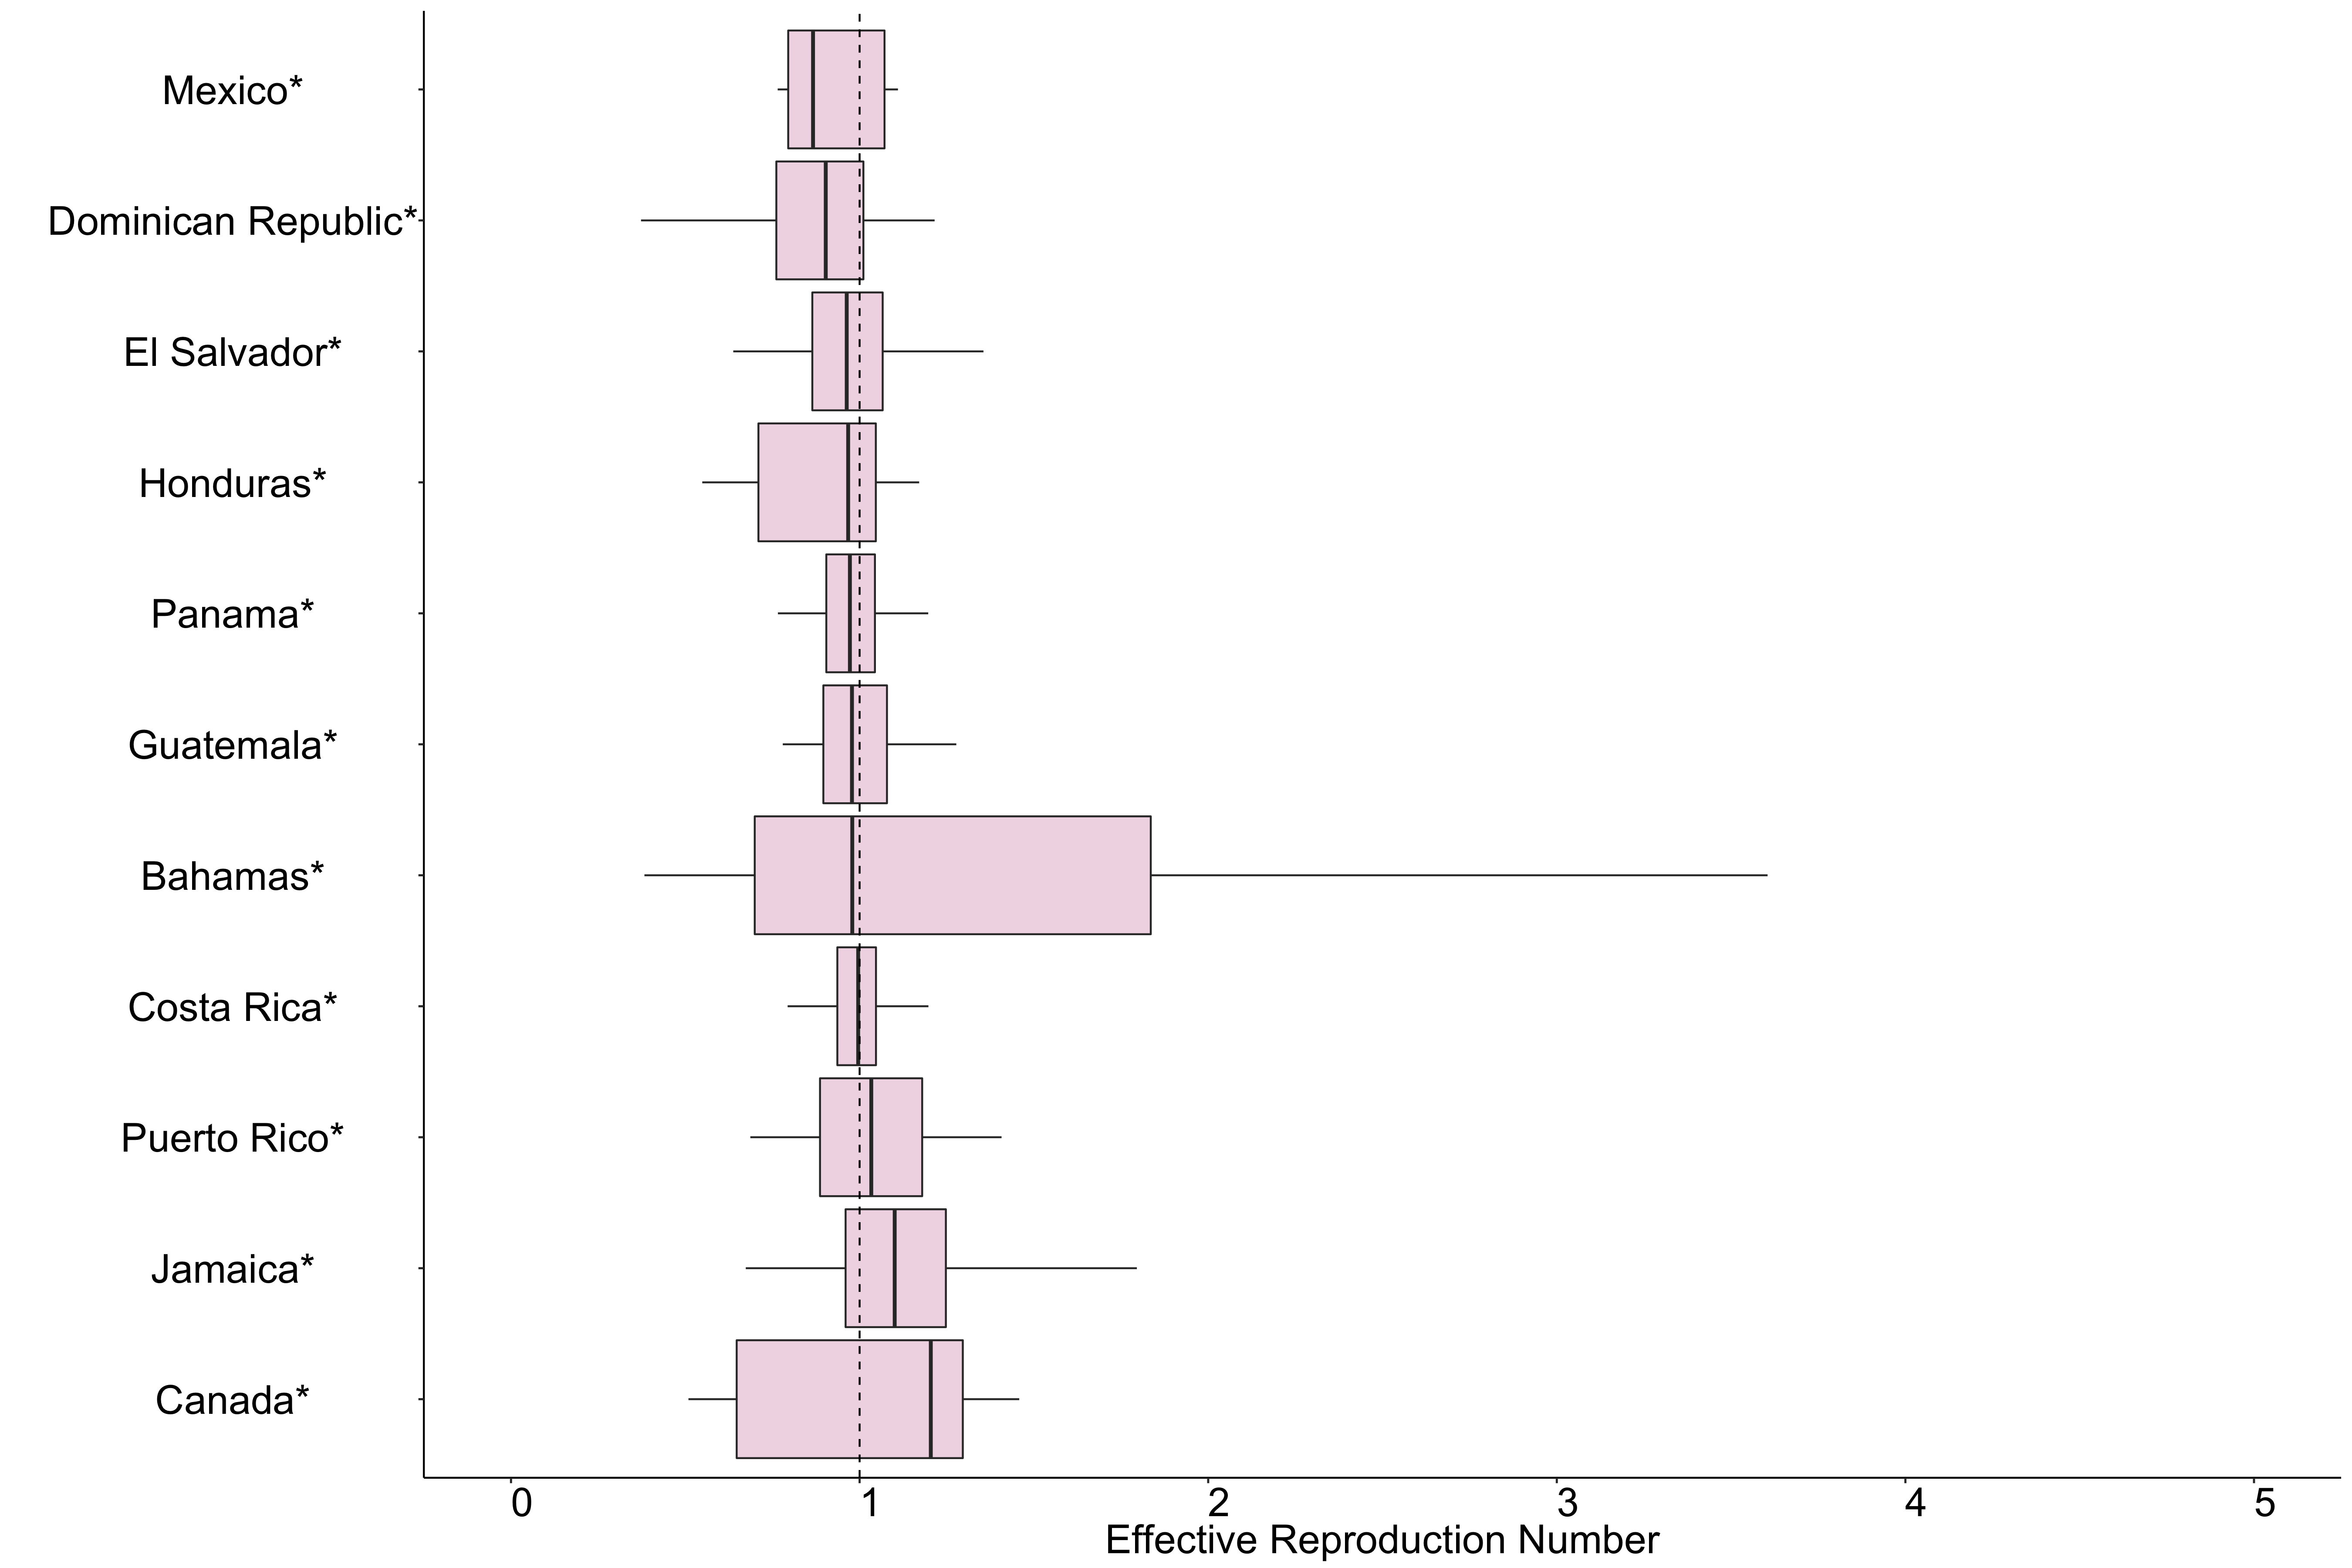 Mexico*
Dominican Republic*
El Salvador*
Honduras*
Panama*
Guatemala*
Bahamas*
Costa Rica*
Puerto Rico*
Jamaica*
Canada*
0 1 2 3 4 5
Effective Reproduction Number